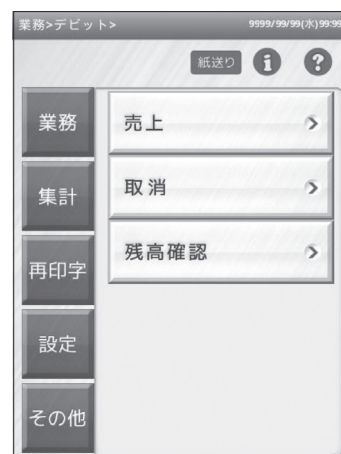 業務>デビット> 9999/99/99(水)99:99
紙送り
業務
売上
集計
取消
再印字
残高確認
設定
その他